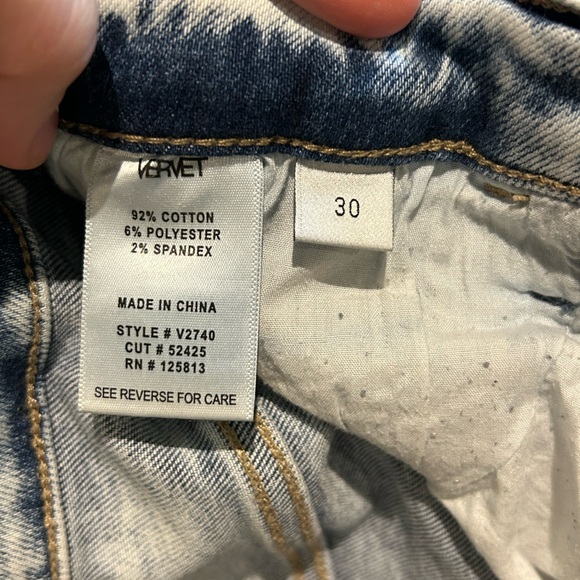 VERVET
92% COTTON
6% POLYESTER
2% SPANDEX
MADE IN CHINA
STYLE # V2740
CUT # 52425
RN # 125813
SEE REVERSE FOR CARE
30